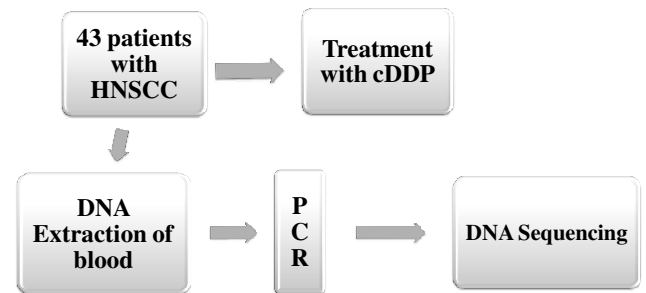 43 patients
with
HNSCC
Treatment
with cDDP
DNA
Extraction of
blood
P
C
R
DNA Sequencing